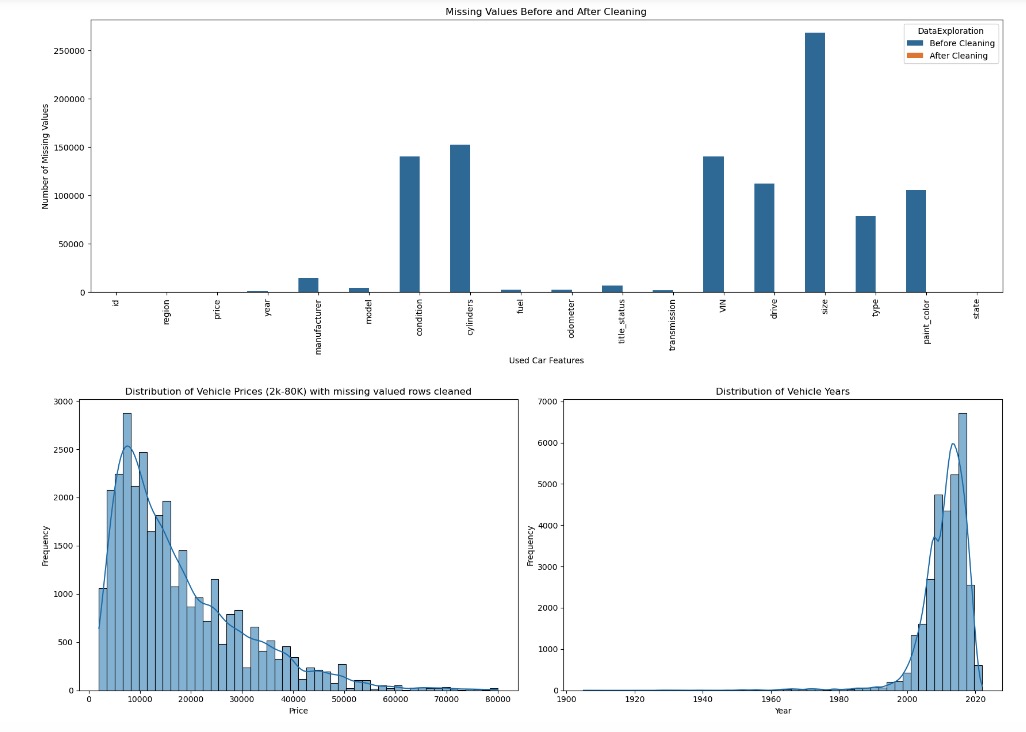 Missing Values Before and After Cleaning
DataExploration
Before Cleaning
After Cleaning
Number of Missing Values
250000
200000
150000
100000
50000
0
id
region
price
year
manufacturer
model
condition
cylinders
fuel
odometer
title_status
transmission
VIN
drive
size
type
paint_color
state
Used Car Features
Distribution of Vehicle Prices (2k-80K) with missing valued rows cleaned
Frequency
3000
2500
2000
1500
1000
500
0
0 10000 20000 30000 40000 50000 60000 70000 80000
Price
Distribution of Vehicle Years
Frequency
7000
6000
5000
4000
3000
2000
1000
0
1900 1920 1940 1960 1980 2000 2020
Year